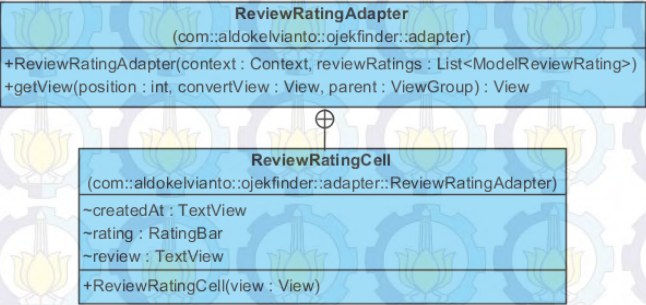 ReviewRatingAdapter
(com::aldokelvianto::ojekfinder::adapter)
+ReviewRatingAdapter(context : Context, reviewRatings : List<ModelReviewRating>)
+getView(position : int, convertView : View, parent : ViewGroup) : View
ReviewRatingCell
(com::aldokelvianto::ojekfinder::adapter::ReviewRatingAdapter)
~createdAt : TextView
~rating : RatingBar
~review : TextView
+ReviewRatingCell(view : View)